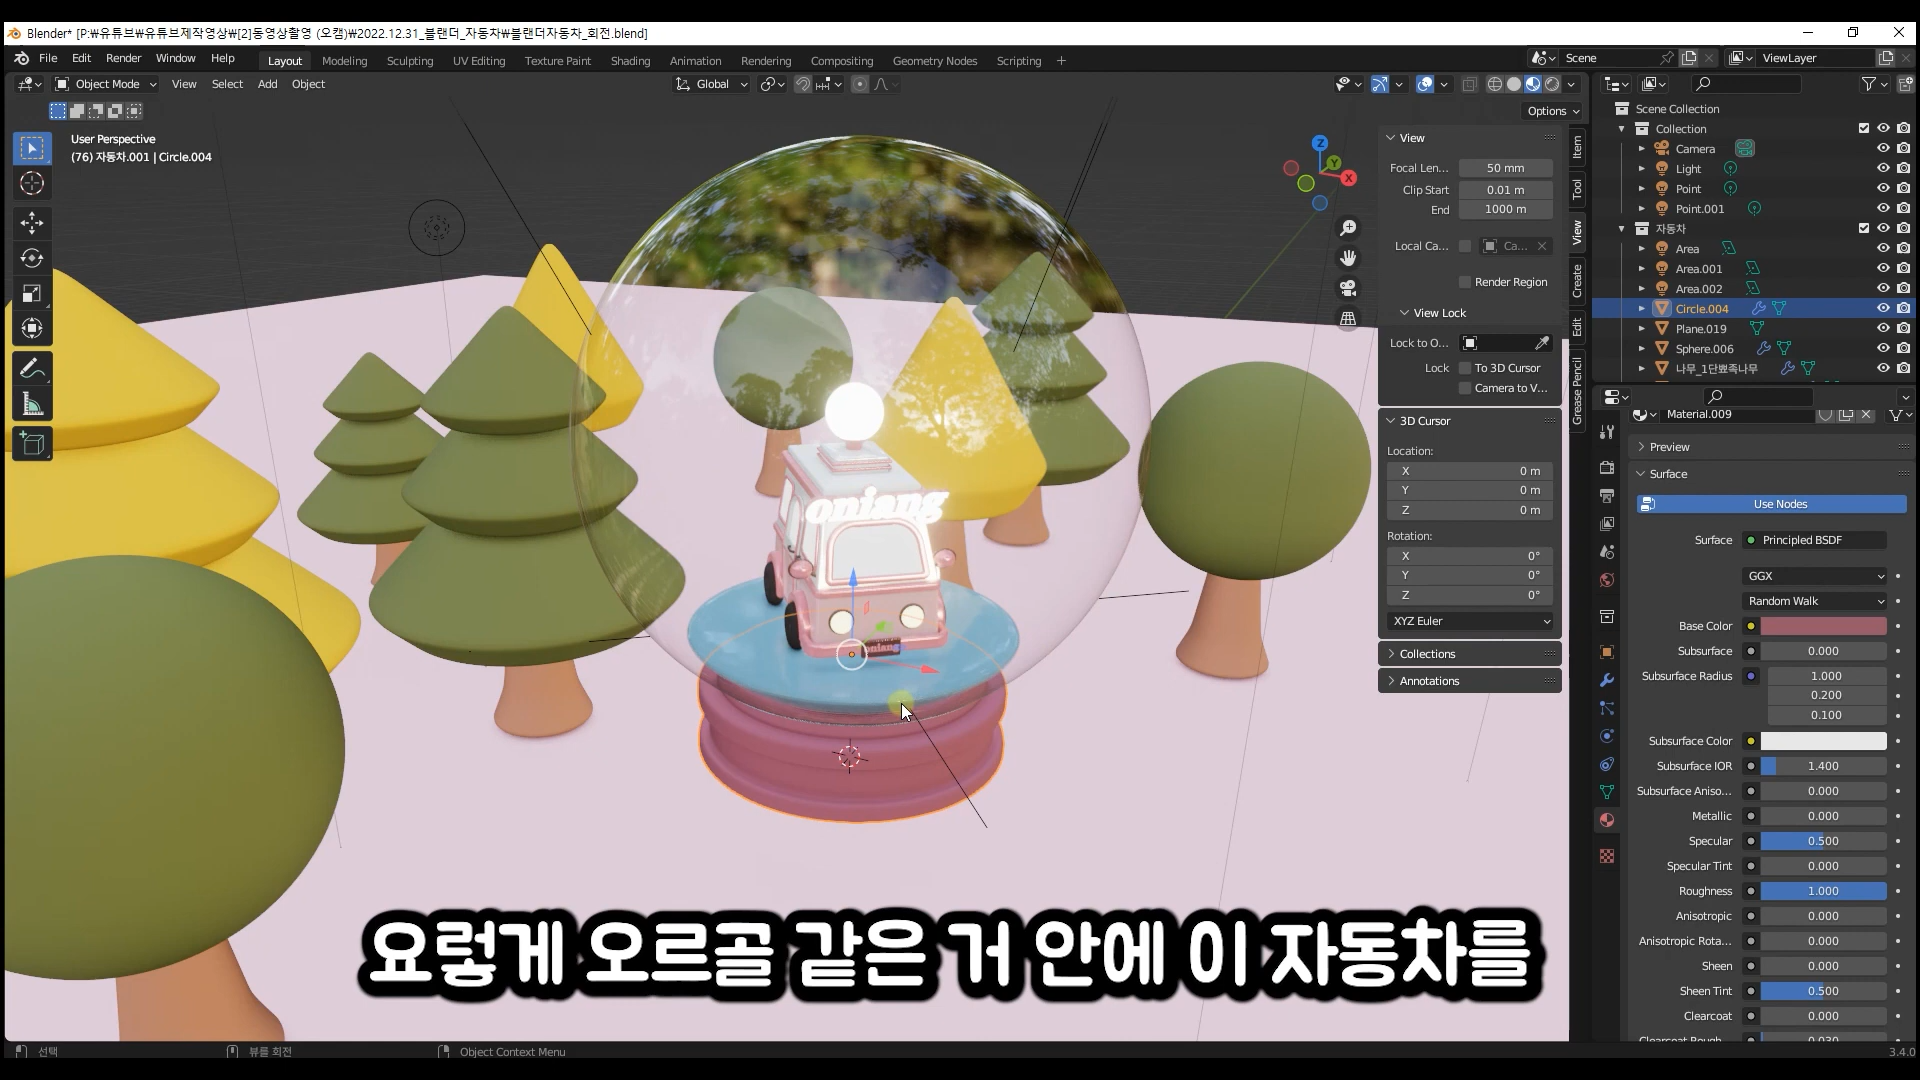 Blender* [P:₩유튜브₩유튜브제작영상₩[2]동영상촬영 (오캠)₩2022.12.31_블랜더_자동차₩블랜더자동차_회전.blend]
File Edit Render Window Help Layout Modeling Sculpting UV Editing Texture Paint Shading Animation Rendering Compositing Geometry Nodes Scripting + Scene ViewLayer
Object Mode View Select Add Object Global
Options
User Perspective
(76) 자동차.001 | Circle.004
Z
Y
X
View
Focal Len... 50 mm
Clip Start 0.01 m
End 1000 m
Local Ca... Ca...
Render Region
View Lock
Lock to O...
Lock To 3D Cursor
Camera to V...
3D Cursor
Location:
X 0 m
Y 0 m
Z 0 m
Rotation:
X 0°
Y 0°
Z 0°
XYZ Euler
Collections
Annotations
Item
Tool
View
Create
Edit
Grease Pencil
Scene Collection
Collection
Camera
Light
Point
Point.001
자동차
Area
Area.001
Area.002
Circle.004
Plane.019
Sphere.006
나무_1단뾰족나무
Material.009
Preview
Surface
Use Nodes
Surface Principled BSDF
GGX
Random Walk
Base Color
Subsurface 0.000
Subsurface Radius 1.000
0.200
0.100
Subsurface Color
Subsurface IOR 1.400
Subsurface Aniso... 0.000
Metallic 0.000
Specular 0.500
Specular Tint 0.000
Roughness 1.000
Anisotropic 0.000
Anisotropic Rota... 0.000
Sheen 0.000
Sheen Tint 0.500
Clearcoat 0.000
Clearcoat Rough... 0.030
oniang
oniang
요렇게 오르골 같은 거 안에 이 자동차를
선택 뷰를 회전 Object Context Menu 3.4.0